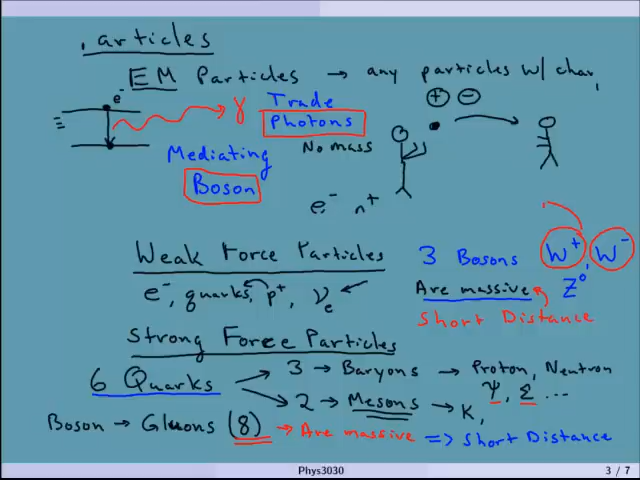 articles
EM Particles → any particles w/ char
e⁻ ⊕ ⊖
γ Trade
Photons
No mass
Mediating
Boson
e⁻ n⁺
Weak Force Particles 3 Bosons W⁺ W⁻
Are massive Z⁰,
e⁻, quarks, p⁺, νe
Short Distance
Strong Force Particles
6 Quarks → 3 → Baryons → Proton, Neutron
Ψ, Σ ...
→ 2 → Mesons → K,
Boson → Gluons (8) → Are massive => Short Distance
Phys3030 3 / 7